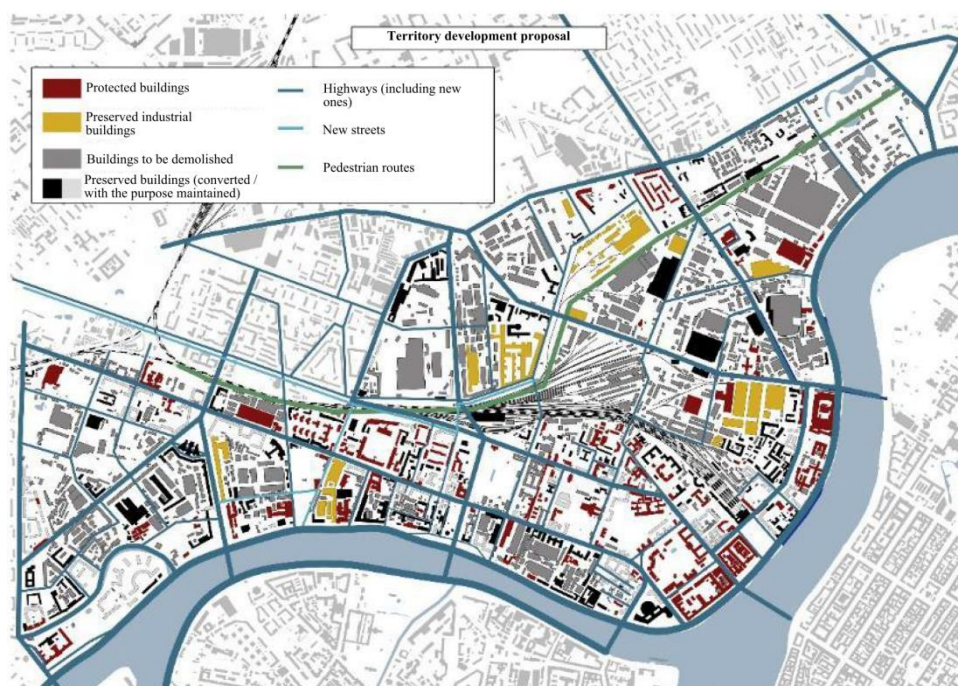 Territory development proposal
Protected buildings
Preserved industrial
buildings
Buildings to be demolished
Preserved buildings (converted /
with the purpose maintained)
Highways (including new
ones)
New streets
Pedestrian routes